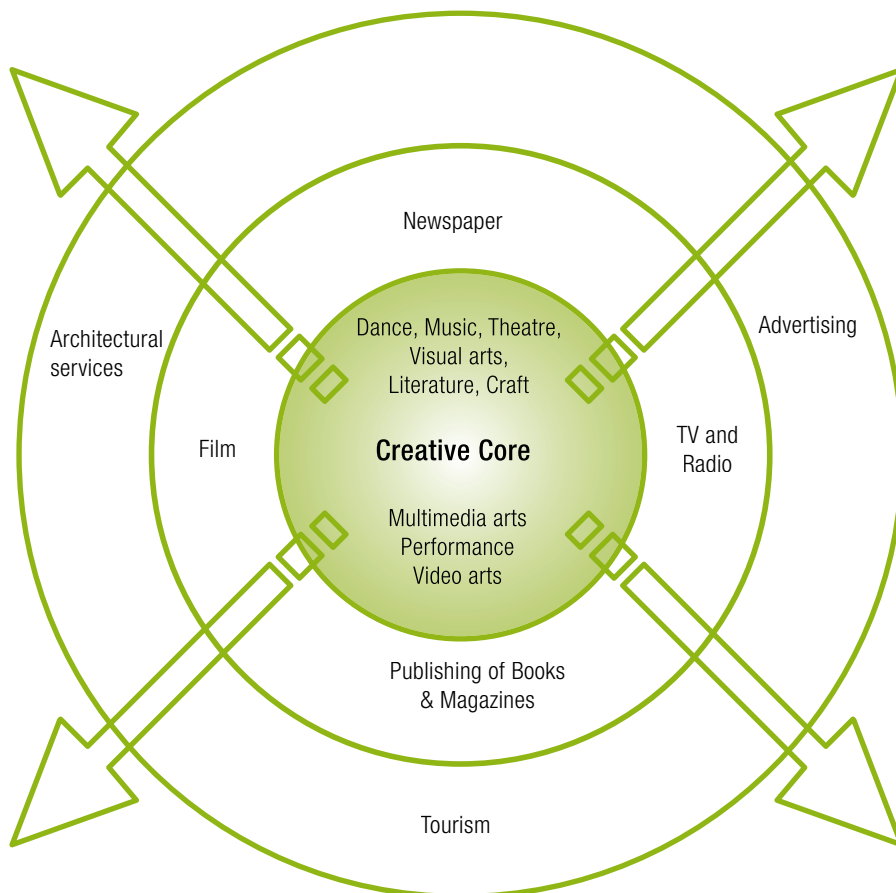 Newspaper
Dance, Music, Theatre,
Visual arts,
Literature, Craft
Architectural
services
Advertising
Film
Creative Core
TV and
Radio
Multimedia arts
Performance
Video arts
Publishing of Books
& Magazines
Tourism